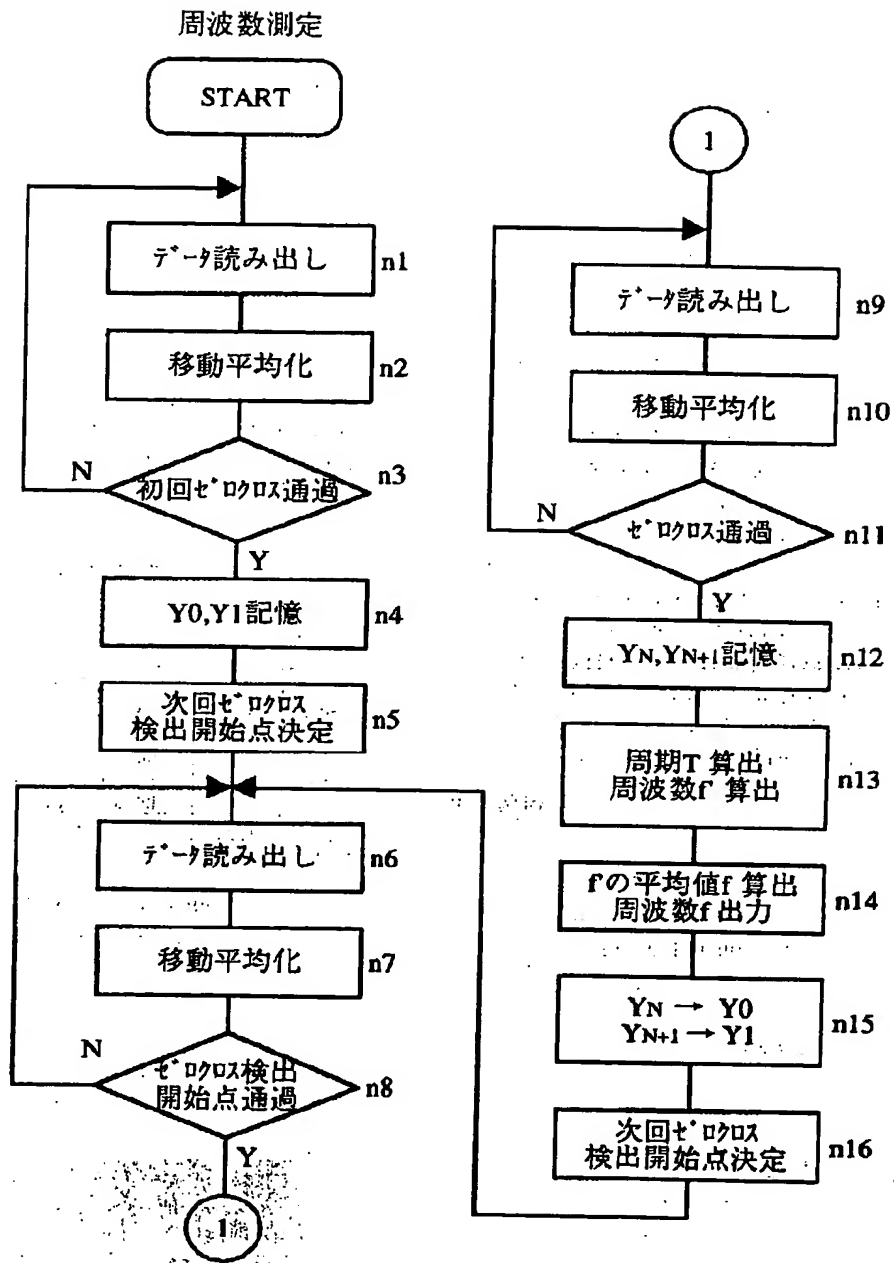 周波数測定
START
ﾃﾞｰﾀ読み出し
n1
移動平均化
n2
初回ｾﾞﾛｸﾛｽ通過
n3
N
Y
Y0,Y1記憶
n4
次回ｾﾞﾛｸﾛｽ
検出開始点決定
n5
ﾃﾞｰﾀ読み出し
n6
移動平均化
n7
ｾﾞﾛｸﾛｽ検出
開始点通過
n8
N
Y
1
1
ﾃﾞｰﾀ読み出し
n9
移動平均化
n10
ｾﾞﾛｸﾛｽ通過
n11
N
Y
YN,YN+1記憶
n12
周期T 算出
周波数f' 算出
n13
f'の平均値f 算出
周波数f 出力
n14
YN → Y0
YN+1 → Y1
n15
次回ｾﾞﾛｸﾛｽ
検出開始点決定
n16